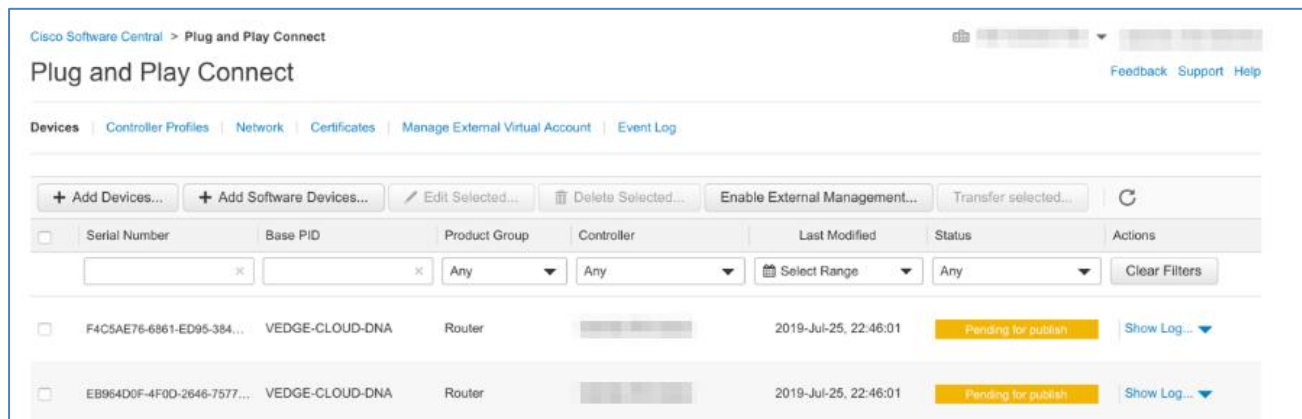 Cisco Software Central > Plug and Play Connect
Plug and Play Connect
Feedback Support Help
Devices | Controller Profiles | Network | Certificates | Manage External Virtual Account | Event Log
+ Add Devices... + Add Software Devices... Edit Selected... Delete Selected... Enable External Management... Transfer selected...
Serial Number Base PID Product Group Controller Last Modified Status Actions
Any Any Select Range Any Clear Filters
F4C5AE76-6861-ED95-384... VEDGE-CLOUD-DNA Router 2019-Jul-25, 22:46:01 Pending for publish Show Log...
EB964D0F-4F0D-2646-7577... VEDGE-CLOUD-DNA Router 2019-Jul-25, 22:46:01 Pending for publish Show Log...